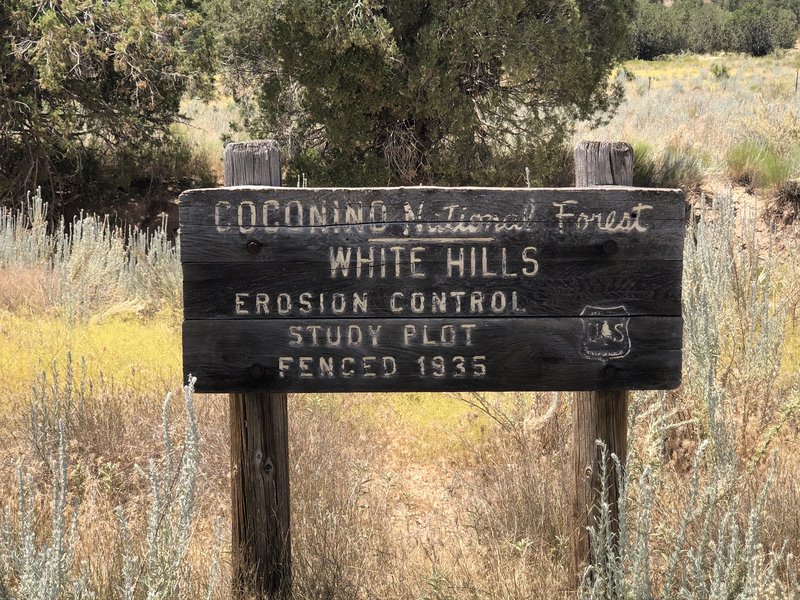 COCONINO National Forest
WHITE HILLS
EROSION CONTROL
STUDY PLOT
FENCED 1935
U S